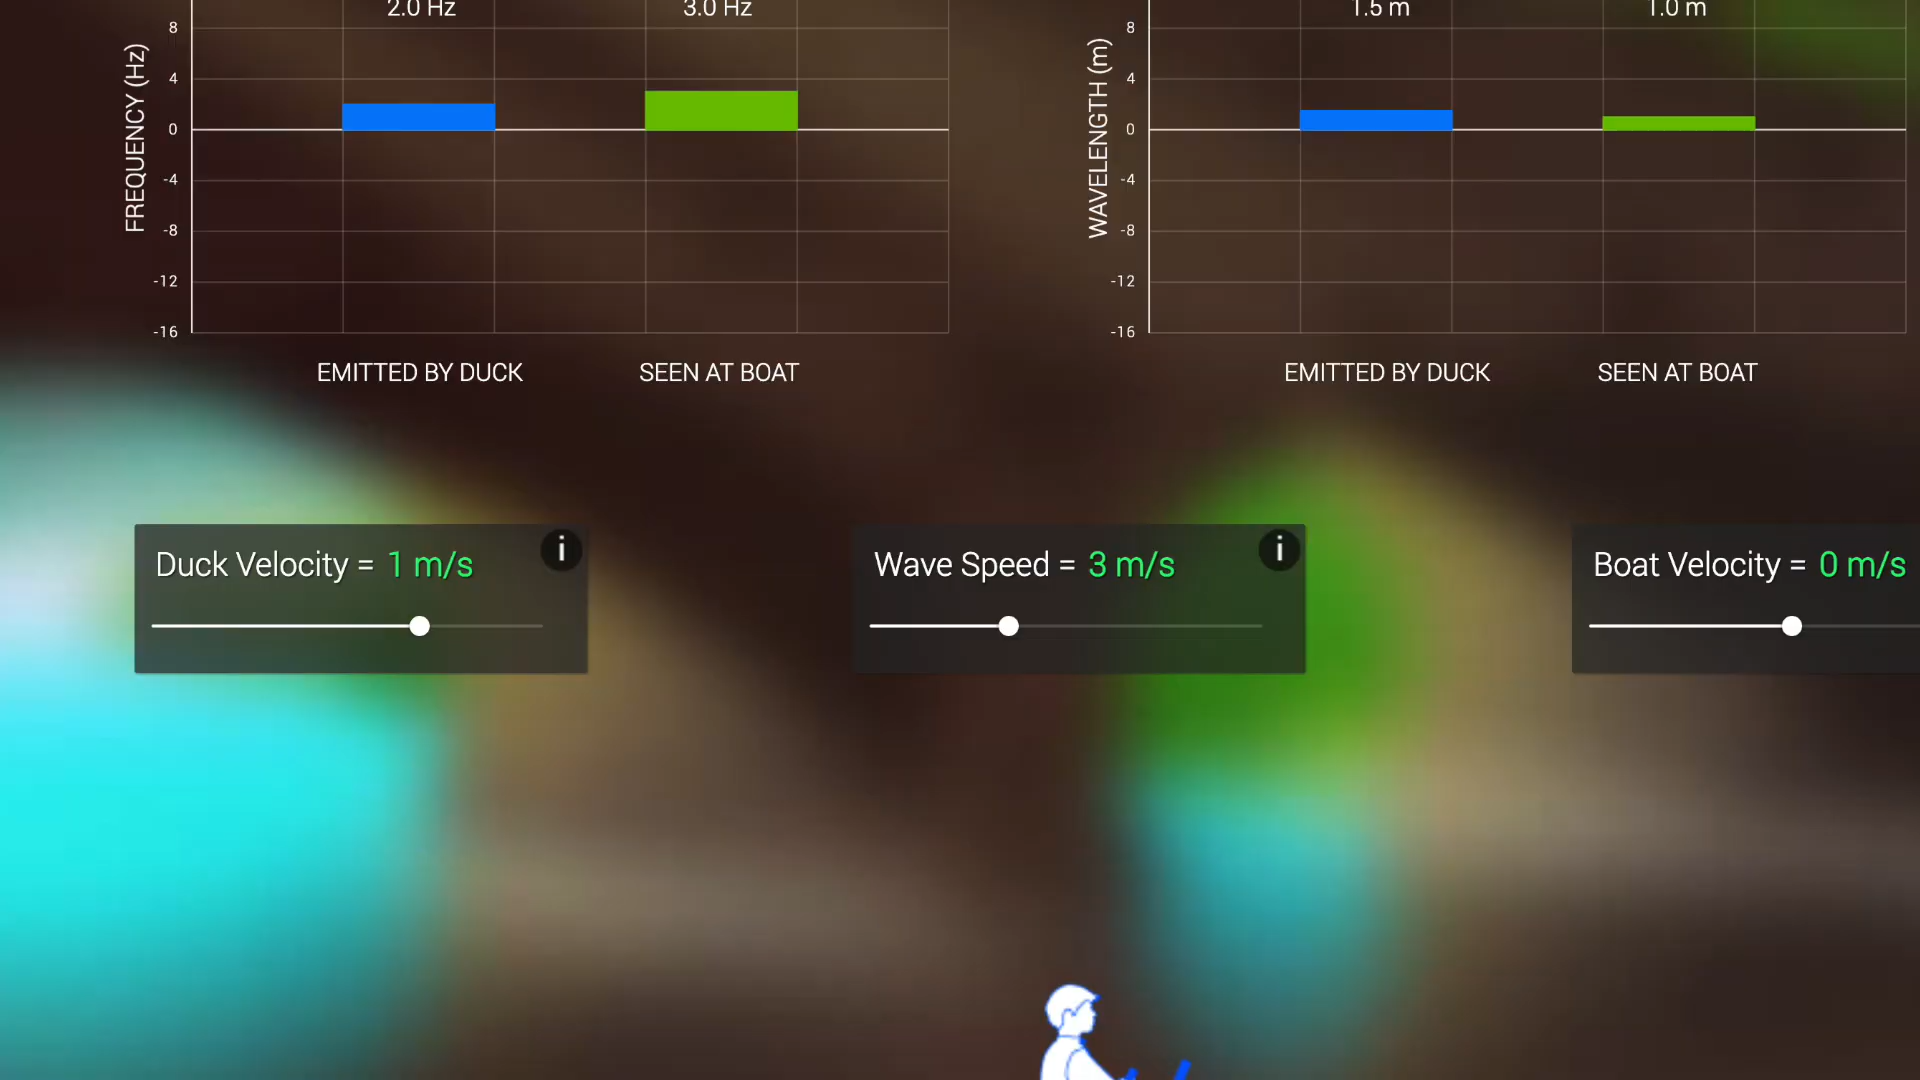 2.0 Hz
3.0 Hz
8
4
0
-4
-8
-12
-16
FREQUENCY (Hz)
EMITTED BY DUCK
SEEN AT BOAT
1.5 m
1.0 m
8
4
0
-4
-8
-12
-16
WAVELENGTH (m)
EMITTED BY DUCK
SEEN AT BOAT
Duck Velocity = 1 m/s
i
Wave Speed = 3 m/s
i
Boat Velocity = 0 m/s